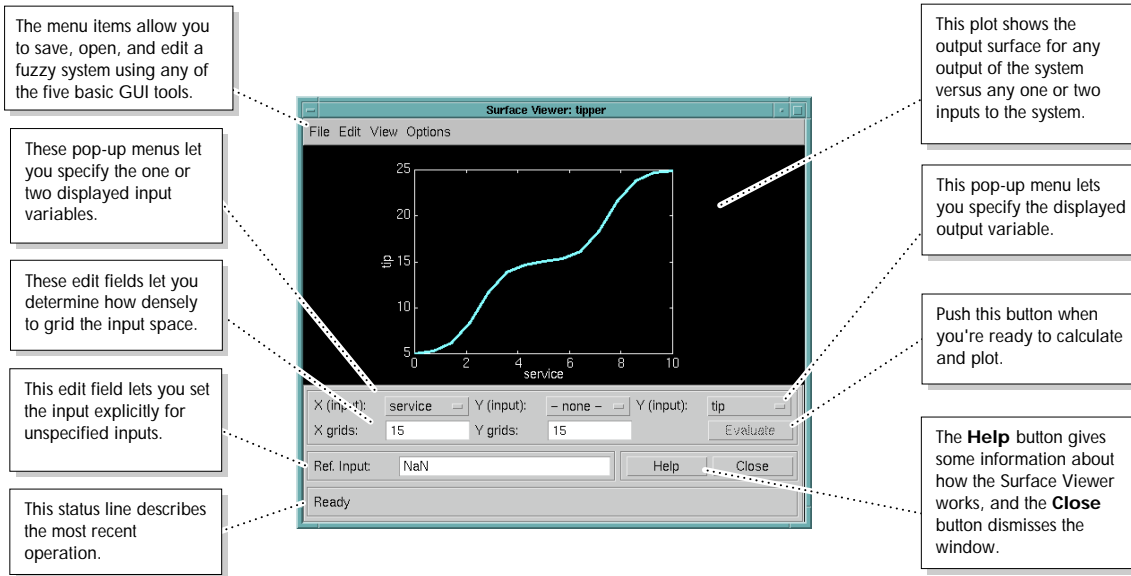 The menu items allow you
to save, open, and edit a
fuzzy system using any of
the five basic GUI tools.
These pop-up menus let
you specify the one or
two displayed input
variables.
These edit fields let you
determine how densely
to grid the input space.
This edit field lets you set
the input explicitly for
unspecified inputs.
This status line describes
the most recent
operation.
Surface Viewer: tipper
File Edit View Options
25
20
15
10
5
tip
0 2 4 6 8 10
service
X (input): service Y (input): – none – Y (input): tip
X grids: 15 Y grids: 15 Evaluate
Ref. Input: NaN Help Close
Ready
This plot shows the
output surface for any
output of the system
versus any one or two
inputs to the system.
This pop-up menu lets
you specify the displayed
output variable.
Push this button when
you're ready to calculate
and plot.
The Help button gives
some information about
how the Surface Viewer
works, and the Close
button dismisses the
window.